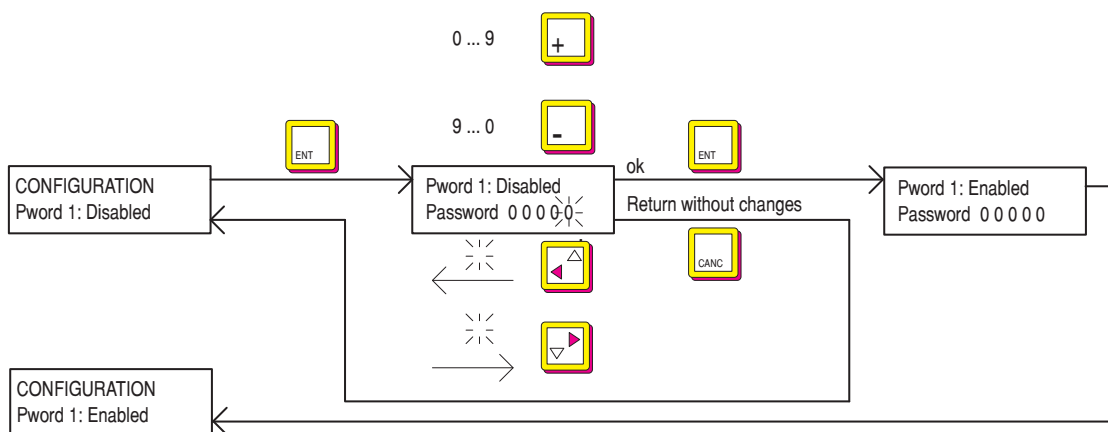 0 ... 9
+
9 ... 0
-
ENT
ENT
ok
CONFIGURATION
Pword 1: Disabled
Pword 1: Disabled
Password 0 0 0 0 0
Return without changes
Pword 1: Enabled
Password 0 0 0 0 0
CANC
CONFIGURATION
Pword 1: Enabled